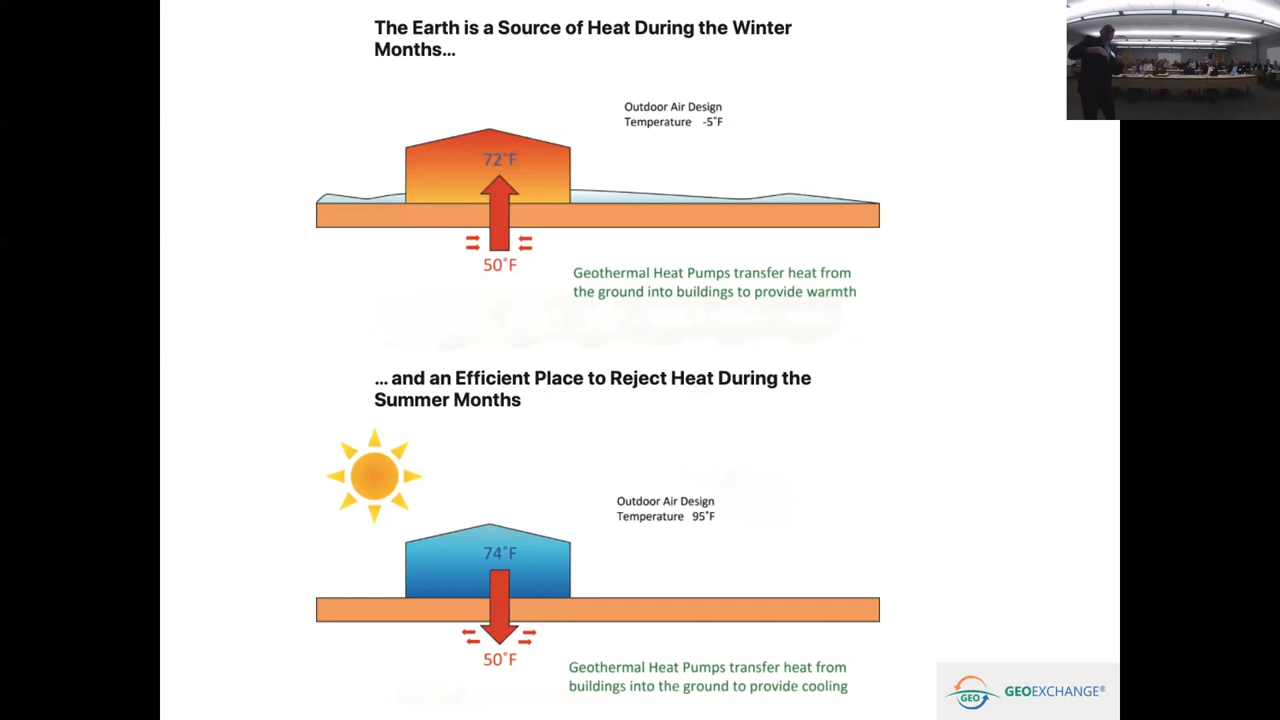 The Earth is a Source of Heat During the Winter
Months...
Outdoor Air Design
Temperature -5˚F
72˚F
50˚F
Geothermal Heat Pumps transfer heat from
the ground into buildings to provide warmth
... and an Efficient Place to Reject Heat During the
Summer Months
Outdoor Air Design
Temperature 95˚F
74˚F
50˚F
Geothermal Heat Pumps transfer heat from
buildings into the ground to provide cooling
GEO
GEOEXCHANGE®